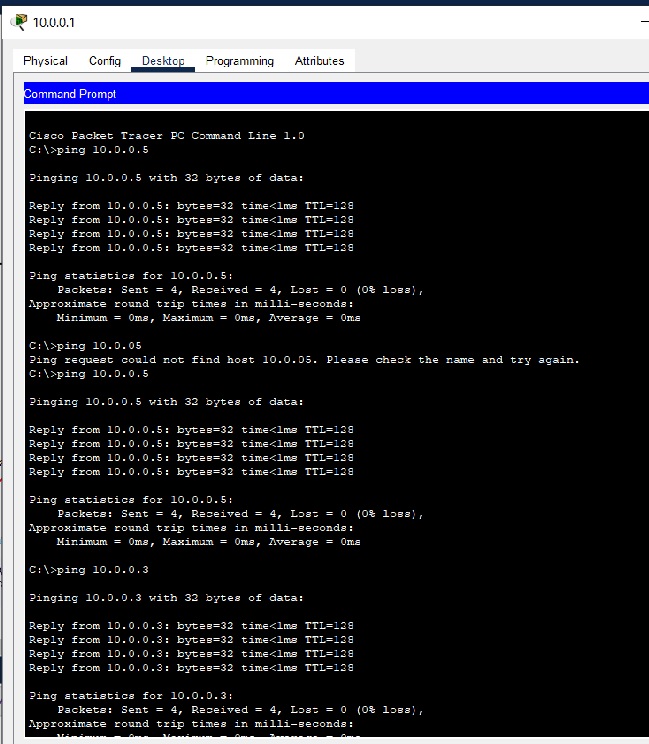 10.0.0.1
Physical Config Desktop Programming Attributes
Command Prompt
Cisco Packet Tracer PC Command Line 1.0
C:\>ping 10.0.0.5
Pinging 10.0.0.5 with 32 bytes of data:
Reply from 10.0.0.5: bytes=32 time<1ms TTL=128
Reply from 10.0.0.5: bytes=32 time<1ms TTL=128
Reply from 10.0.0.5: bytes=32 time<1ms TTL=128
Reply from 10.0.0.5: bytes=32 time<1ms TTL=128
Ping statistics for 10.0.0.5:
Packets: Sent = 4, Received = 4, Lost = 0 (0% loss),
Approximate round trip times in milli-seconds:
Minimum = 0ms, Maximum = 0ms, Average = 0ms
C:\>ping 10.0.05
Ping request could not find host 10.0.05. Please check the name and try again.
C:\>ping 10.0.0.5
Pinging 10.0.0.5 with 32 bytes of data:
Reply from 10.0.0.5: bytes=32 time<1ms TTL=128
Reply from 10.0.0.5: bytes=32 time<1ms TTL=128
Reply from 10.0.0.5: bytes=32 time<1ms TTL=128
Reply from 10.0.0.5: bytes=32 time<1ms TTL=128
Ping statistics for 10.0.0.5:
Packets: Sent = 4, Received = 4, Lost = 0 (0% loss),
Approximate round trip times in milli-seconds:
Minimum = 0ms, Maximum = 0ms, Average = 0ms
C:\>ping 10.0.0.3
Pinging 10.0.0.3 with 32 bytes of data:
Reply from 10.0.0.3: bytes=32 time<1ms TTL=128
Reply from 10.0.0.3: bytes=32 time<1ms TTL=128
Reply from 10.0.0.3: bytes=32 time<1ms TTL=128
Reply from 10.0.0.3: bytes=32 time<1ms TTL=128
Ping statistics for 10.0.0.3:
Packets: Sent = 4, Received = 4, Lost = 0 (0% loss),
Approximate round trip times in milli-seconds:
Minimum = 0ms, Maximum = 0ms, Average = 0ms